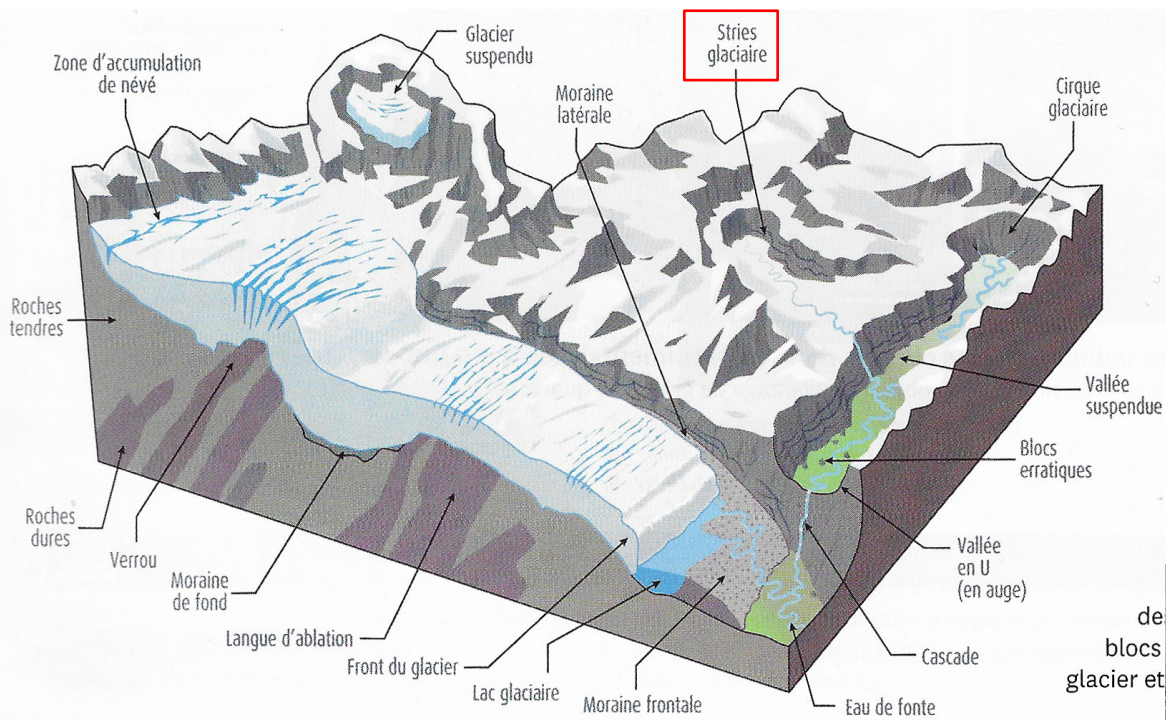 Glacier
suspendu
Stries
glaciaire
Zone d'accumulation
de névé
Moraine
latérale
Cirque
glaciaire
Roches
tendres
Vallée
suspendue
Blocs
erratiques
Roches
dures
Verrou
Moraine
de fond
Vallée
en U
(en auge)
Langue d'ablation
Front du glacier
Lac glaciaire
Moraine frontale
Cascade
Eau de fonte
de
blocs
glacier et